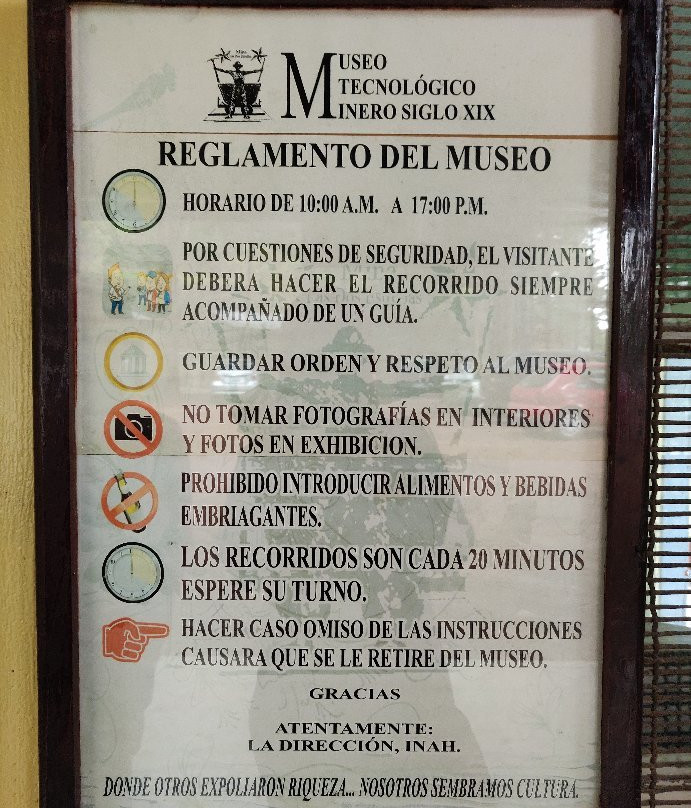 MUSEO
TECNOLÓGICO
MINERO SIGLO XIX
REGLAMENTO DEL MUSEO
HORARIO DE 10:00 A.M. A 17:00 P.M.
POR CUESTIONES DE SEGURIDAD, EL VISITANTE
DEBERA HACER EL RECORRIDO SIEMPRE
ACOMPAÑADO DE UN GUÍA.
GUARDAR ORDEN Y RESPETO AL MUSEO.
NO TOMAR FOTOGRAFÍAS EN INTERIORES
Y FOTOS EN EXHIBICION.
PROHIBIDO INTRODUCIR ALIMENTOS Y BEBIDAS
EMBRIAGANTES.
LOS RECORRIDOS SON CADA 20 MINUTOS
ESPERE SU TURNO.
HACER CASO OMISO DE LAS INSTRUCCIONES
CAUSARA QUE SE LE RETIRE DEL MUSEO.
GRACIAS
ATENTAMENTE:
LA DIRECCIÓN, INAH.
DONDE OTROS EXPOLIARON RIQUEZA... NOSOTROS SEMBRAMOS CULTURA.